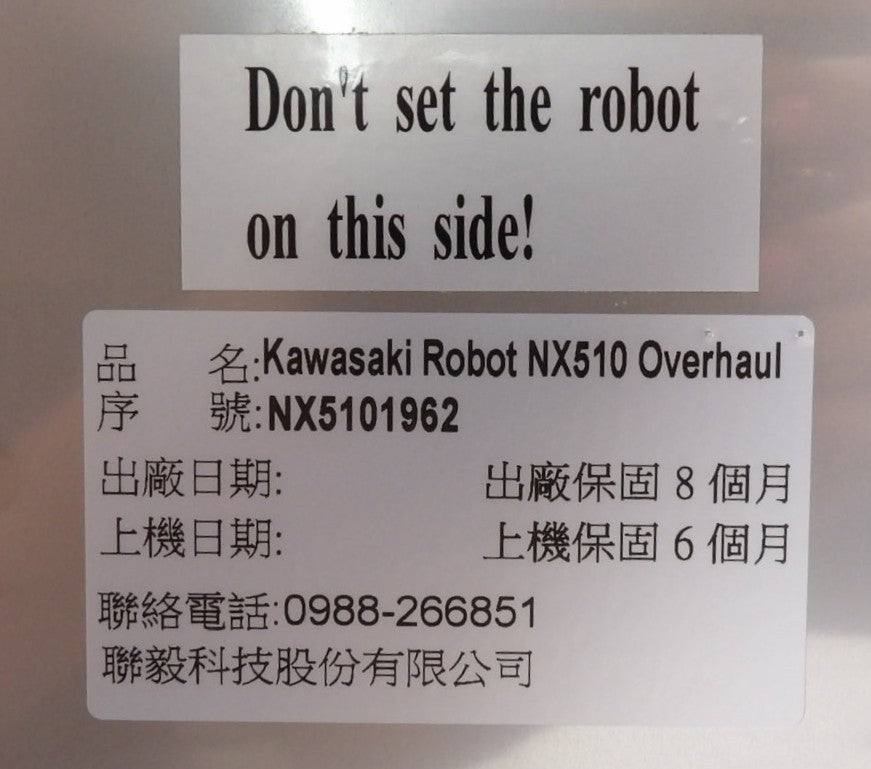 Don't set the robot
on this side!
品 名:Kawasaki Robot NX510 Overhaul
序 號:NX5101962
出廠日期: 出廠保固 8 個月
上機日期: 上機保固 6 個月
聯絡電話:0988-266851
聯毅科技股份有限公司